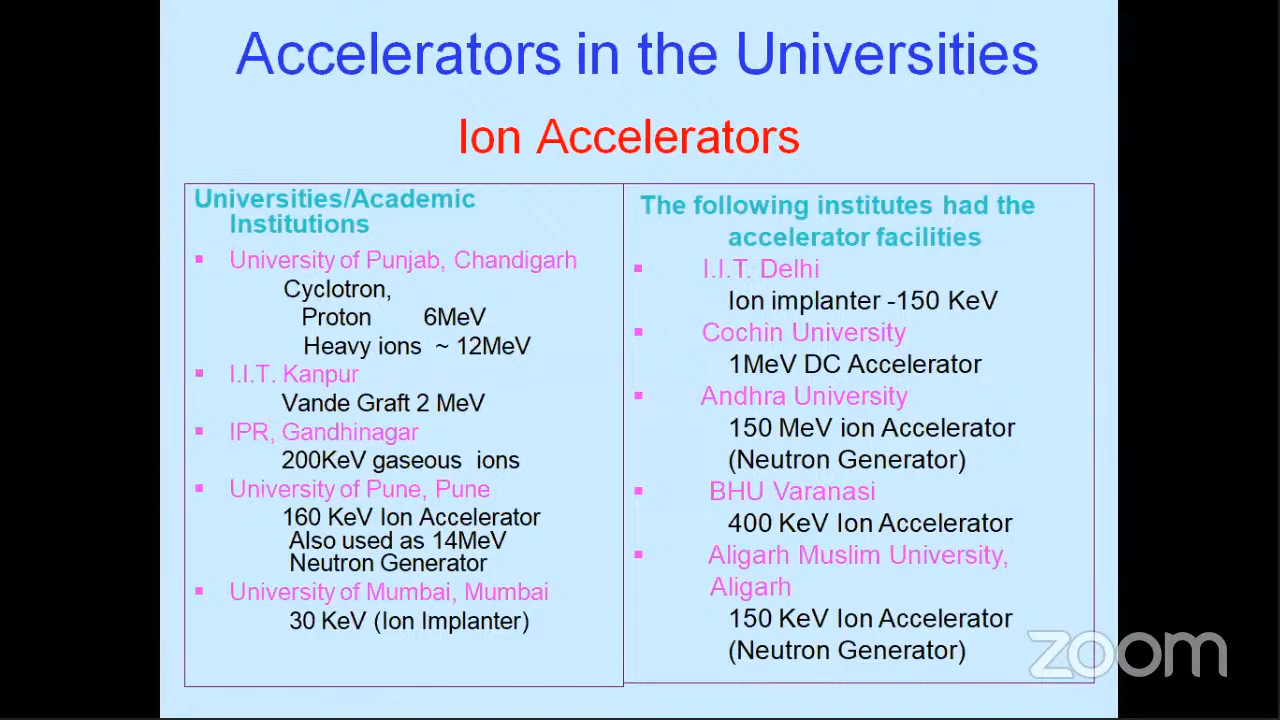 Accelerators in the Universities
Ion Accelerators
Universities/Academic
Institutions
▪ University of Punjab, Chandigarh
Cyclotron,
Proton 6MeV
Heavy ions ~ 12MeV
▪ I.I.T. Kanpur
Vande Graft 2 MeV
▪ IPR, Gandhinagar
200KeV gaseous ions
▪ University of Pune, Pune
160 KeV Ion Accelerator
Also used as 14MeV
Neutron Generator
▪ University of Mumbai, Mumbai
30 KeV (Ion Implanter)
The following institutes had the
accelerator facilities
▪ I.I.T. Delhi
Ion implanter -150 KeV
▪ Cochin University
1MeV DC Accelerator
▪ Andhra University
150 MeV ion Accelerator
(Neutron Generator)
▪ BHU Varanasi
400 KeV Ion Accelerator
▪ Aligarh Muslim University,
Aligarh
150 KeV Ion Accelerator
(Neutron Generator)
zoom